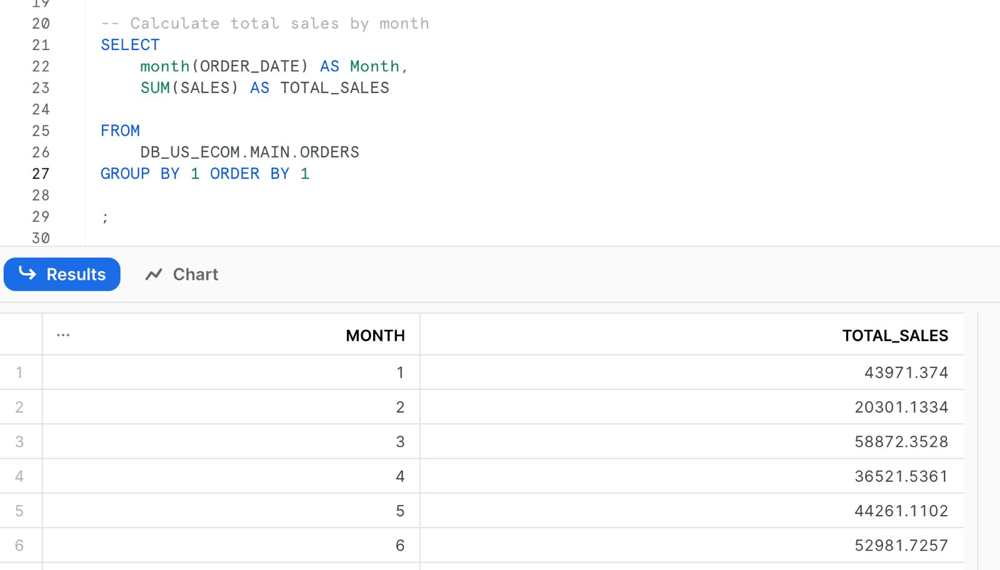 19
20 -- Calculate total sales by month
21 SELECT
22 month(ORDER_DATE) AS Month,
23 SUM(SALES) AS TOTAL_SALES
24
25 FROM
26 DB_US_ECOM.MAIN.ORDERS
27 GROUP BY 1 ORDER BY 1
28
29 ;
30
Results Chart
... MONTH TOTAL_SALES
1 1 43971.374
2 2 20301.1334
3 3 58872.3528
4 4 36521.5361
5 5 44261.1102
6 6 52981.7257